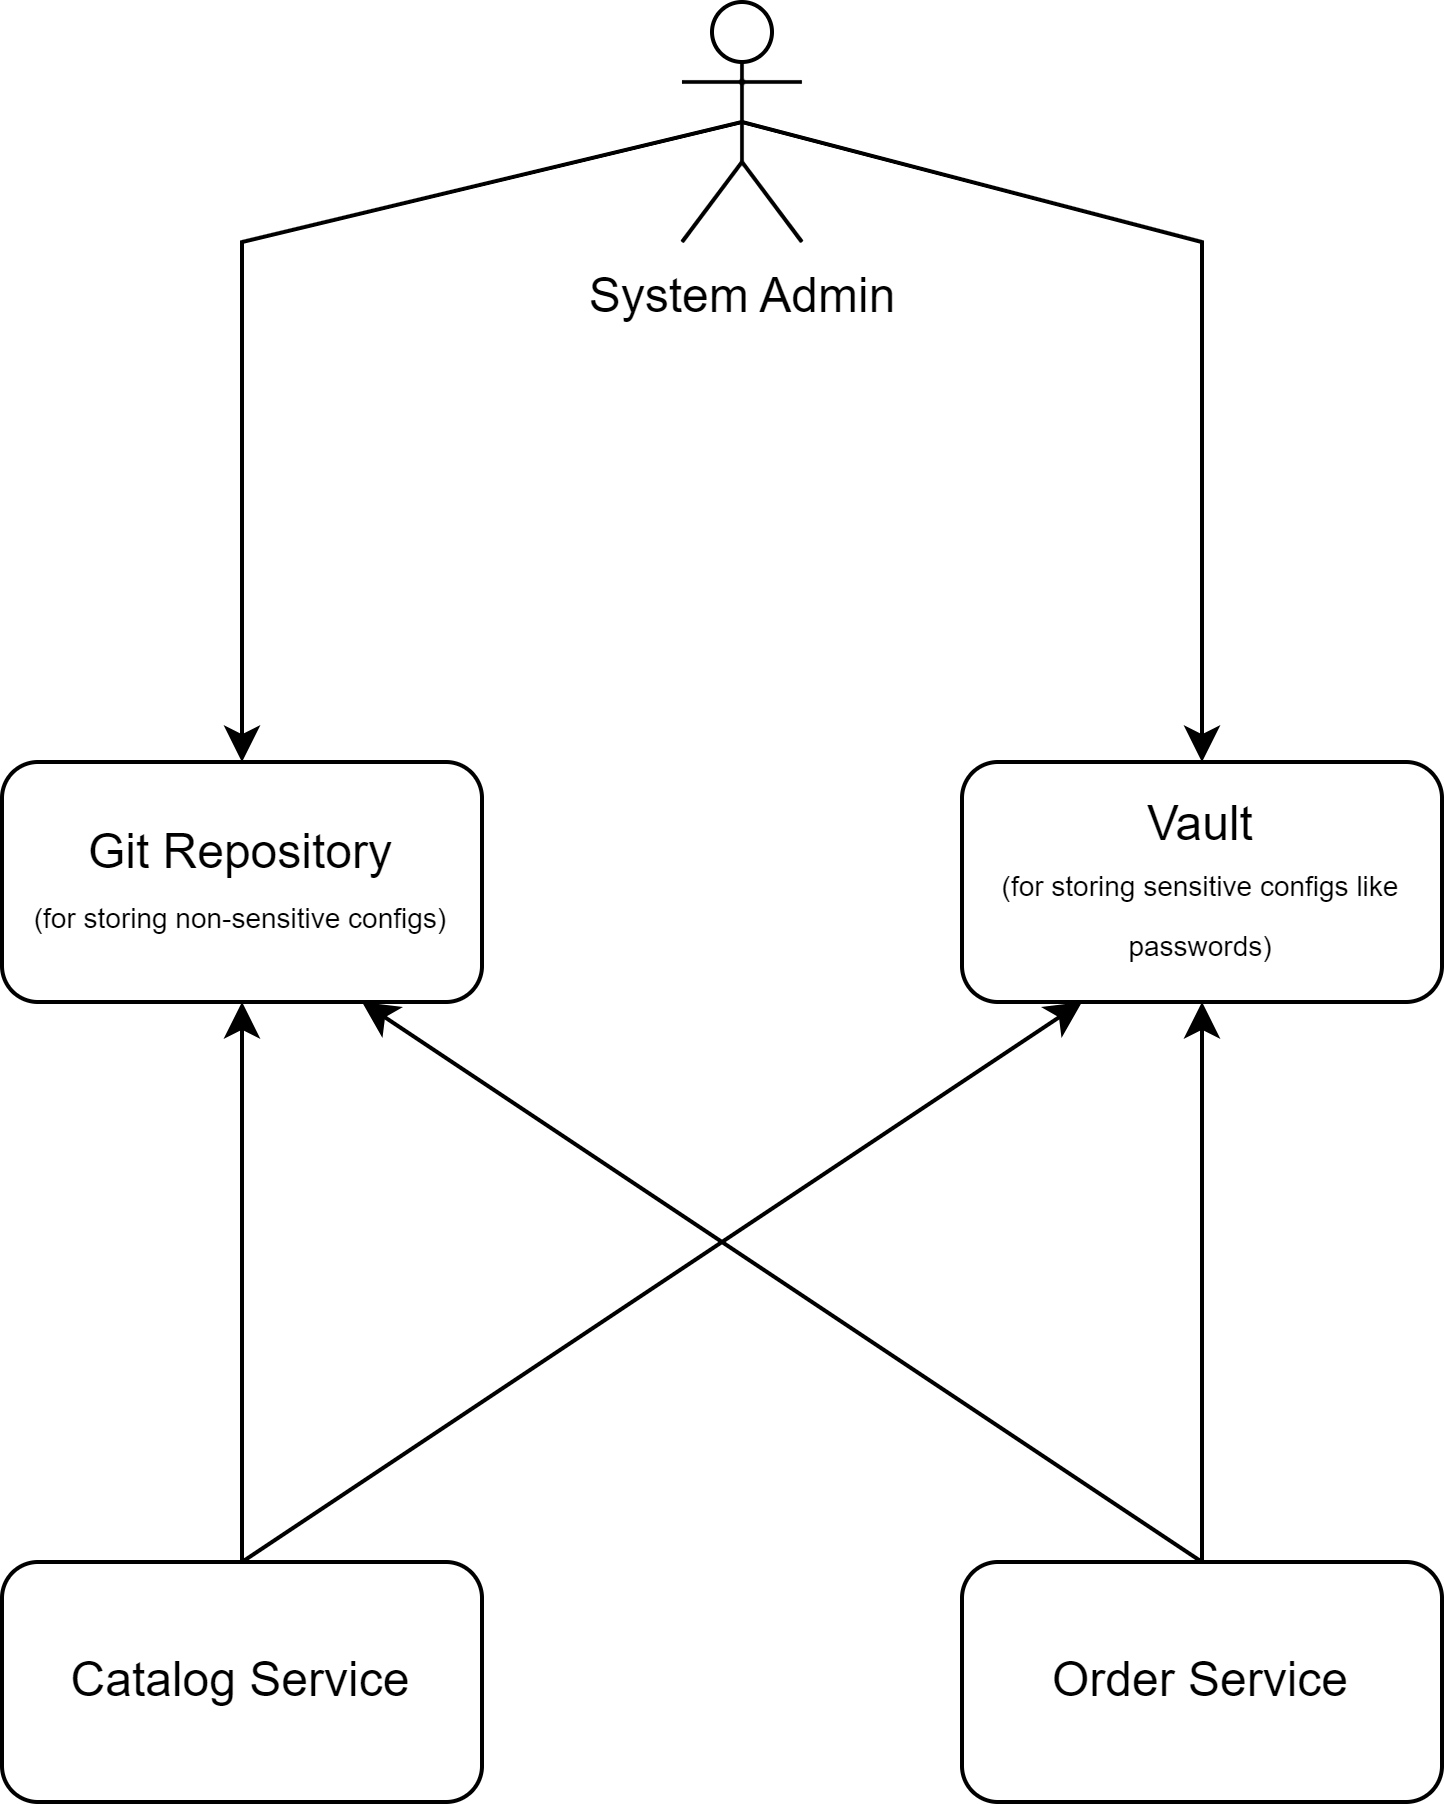 System Admin
Git Repository
(for storing non-sensitive configs)
Vault
(for storing sensitive configs like
passwords)
Catalog Service
Order Service